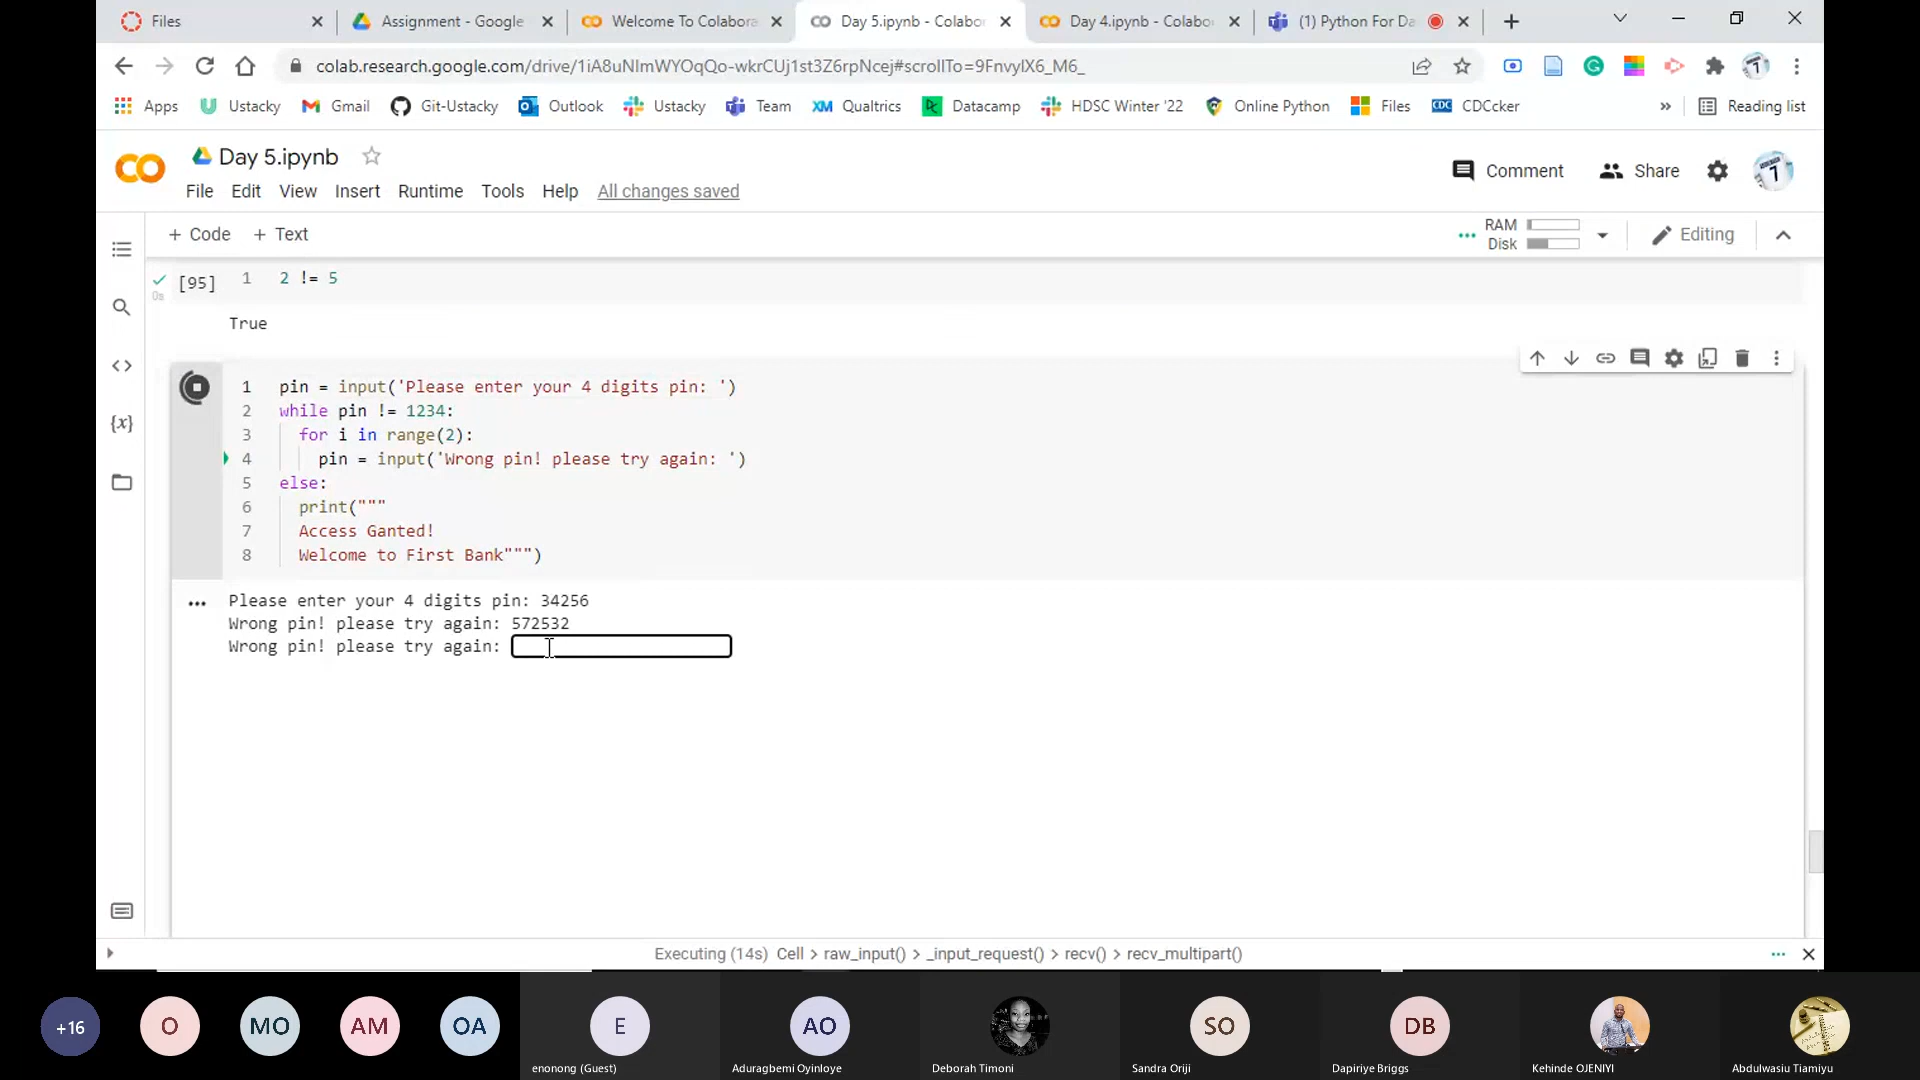 Files
Assignment - Google
Welcome To Colabora
Day 5.ipynb - Colabor
Day 4.ipynb - Colabo
(1) Python For Da
colab.research.google.com/drive/1iA8uNlmWYOqQo-wkrCUj1st3Z6rpNcej#scrollTo=9FnvylX6_M6_
Apps
Ustacky
Gmail
Git-Ustacky
Outlook
Ustacky
Team
XM Qualtrics
Datacamp
HDSC Winter '22
Online Python
Files
CDC CDCcker
»
Reading list
Day 5.ipynb
File Edit View Insert Runtime Tools Help All changes saved
Comment
Share
+ Code + Text
RAM
Disk
Editing
[95] 1 2 != 5
0s
True
1 pin = input('Please enter your 4 digits pin: ')
2 while pin != 1234:
3 for i in range(2):
4 pin = input('Wrong pin! please try again: ')
5 else:
6 print("""
7 Access Ganted!
8 Welcome to First Bank""")
Please enter your 4 digits pin: 34256
Wrong pin! please try again: 572532
Wrong pin! please try again:
Executing (14s) Cell > raw_input() > _input_request() > recv() > recv_multipart()
+16
O
MO
AM
OA
E
AO
SO
DB
enonong (Guest)
Aduragbemi Oyinloye
Deborah Timoni
Sandra Oriji
Dapiriye Briggs
Kehinde OJENIYI
Abdulwasiu Tiamiyu